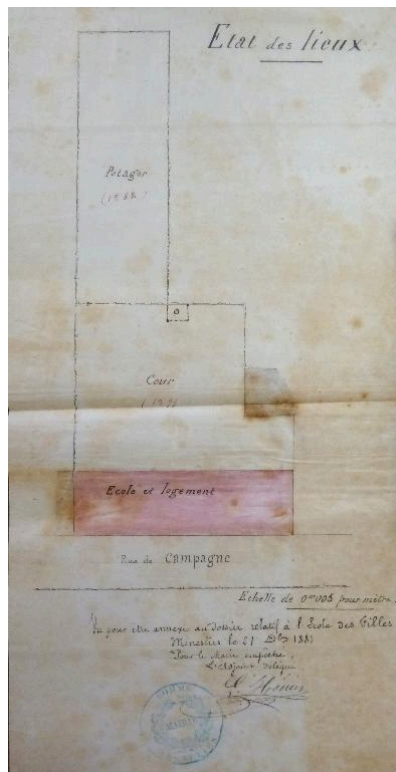 Etat des lieux
Potager
Cour
Ecole et logement
Rue de Campagne
Echelle de 0m005 pour mètre.
Vu pour être annexé au dossier relatif à l'Ecole des Filles
le 21 Xbre 1881
Pour le Maire empêché,
L'adjoint délégué
MAIRIE